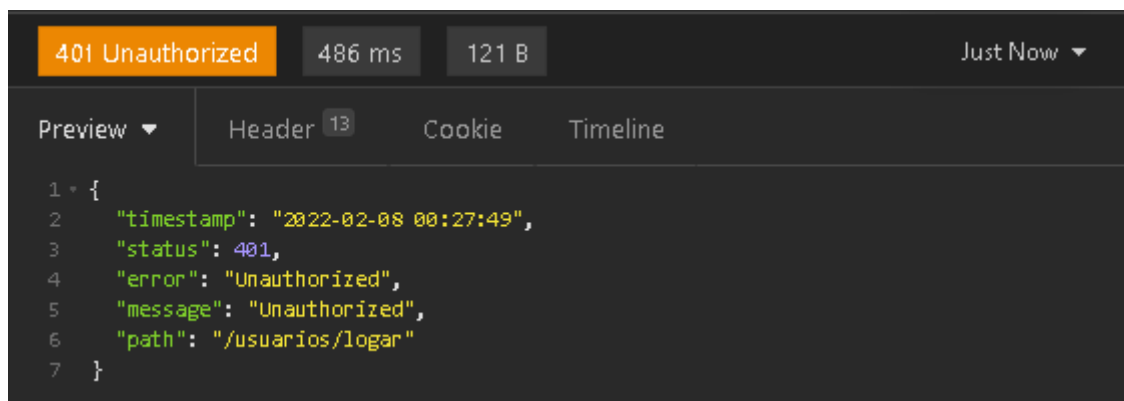 401 Unauthorized 486 ms 121 B Just Now ▼
Preview ▼ Header 13 Cookie Timeline
1 {
2 "timestamp": "2022-02-08 00:27:49",
3 "status": 401,
4 "error": "Unauthorized",
5 "message": "Unauthorized",
6 "path": "/usuarios/logar"
7 }